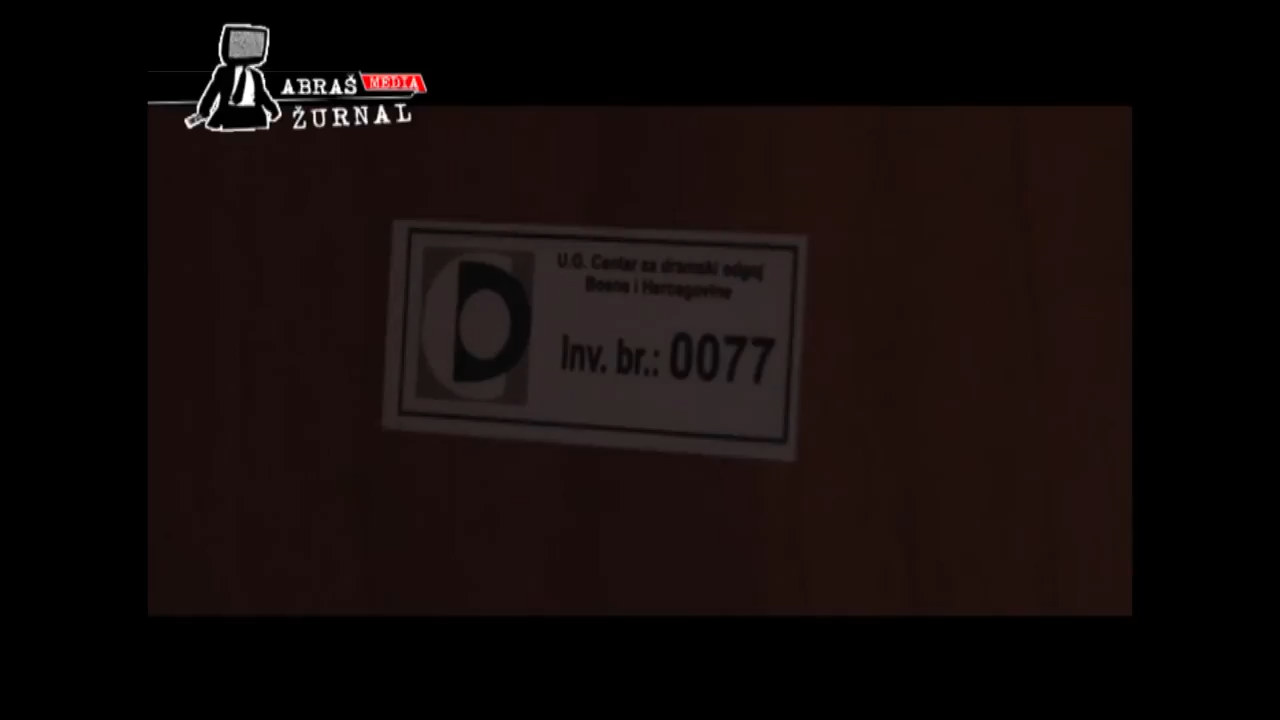 ABRAŠ MEDIA
ŽURNAL
U.G. Centar za dramski odgoj
Bosne i Hercegovine
Inv. br.: 0077